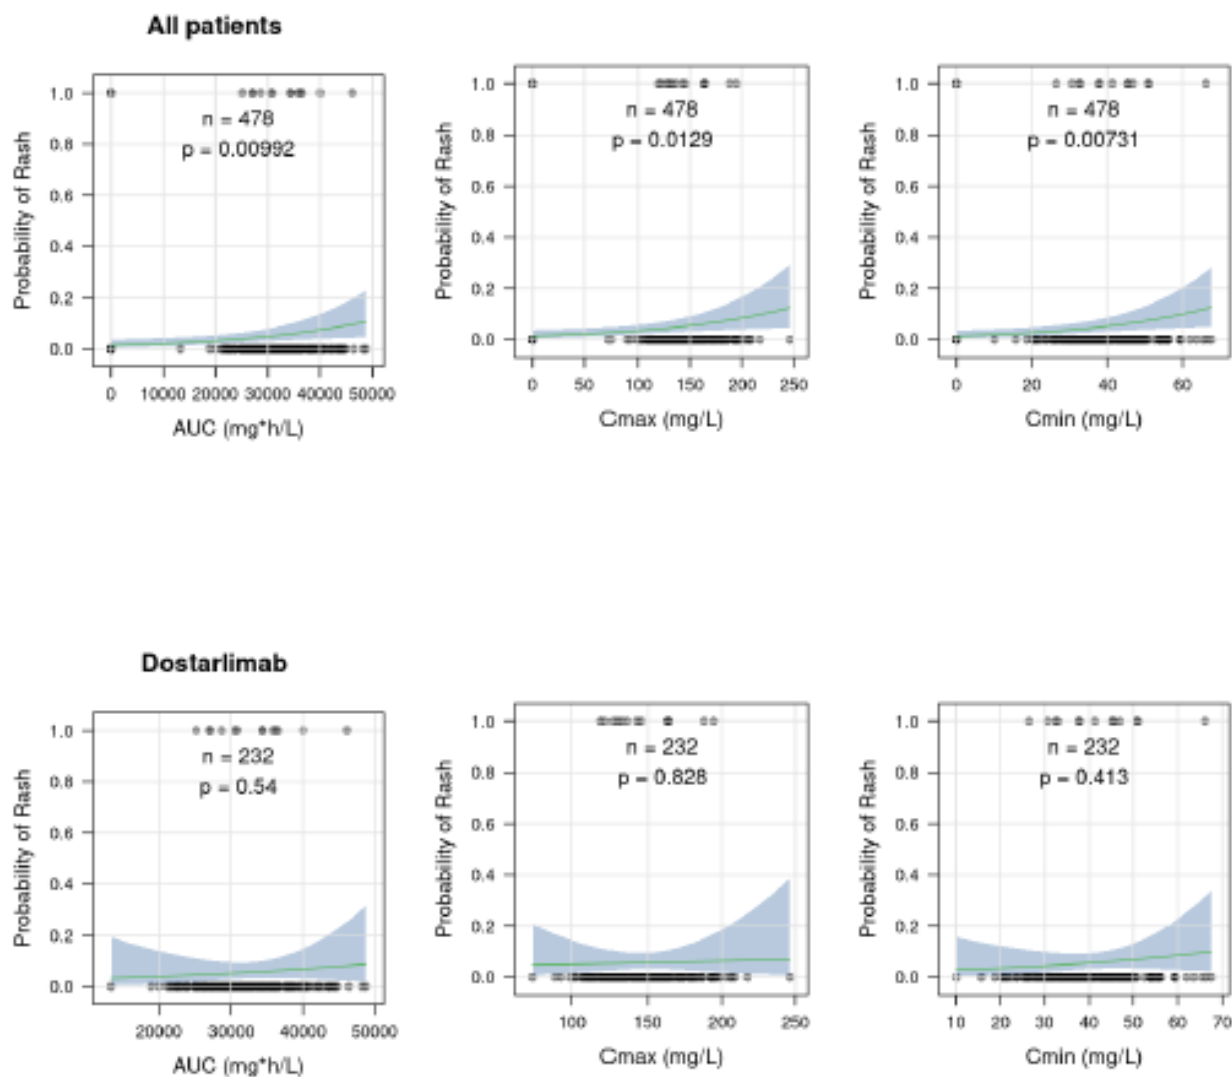 All patients
n = 478
p = 0.00992
Probability of Rash
1.0
0.8
0.6
0.4
0.2
0.0
0 10000 20000 30000 40000 50000
AUC (mg*h/L)
n = 478
p = 0.0129
Probability of Rash
1.0
0.8
0.6
0.4
0.2
0.0
0 50 100 150 200 250
Cmax (mg/L)
n = 478
p = 0.00731
Probability of Rash
1.0
0.8
0.6
0.4
0.2
0.0
0 20 40 60
Cmin (mg/L)
Dostarlimab
n = 232
p = 0.54
Probability of Rash
1.0
0.8
0.6
0.4
0.2
0.0
20000 30000 40000 50000
AUC (mg*h/L)
n = 232
p = 0.828
Probability of Rash
1.0
0.8
0.6
0.4
0.2
0.0
100 150 200 250
Cmax (mg/L)
n = 232
p = 0.413
Probability of Rash
1.0
0.8
0.6
0.4
0.2
0.0
10 20 30 40 50 60 70
Cmin (mg/L)